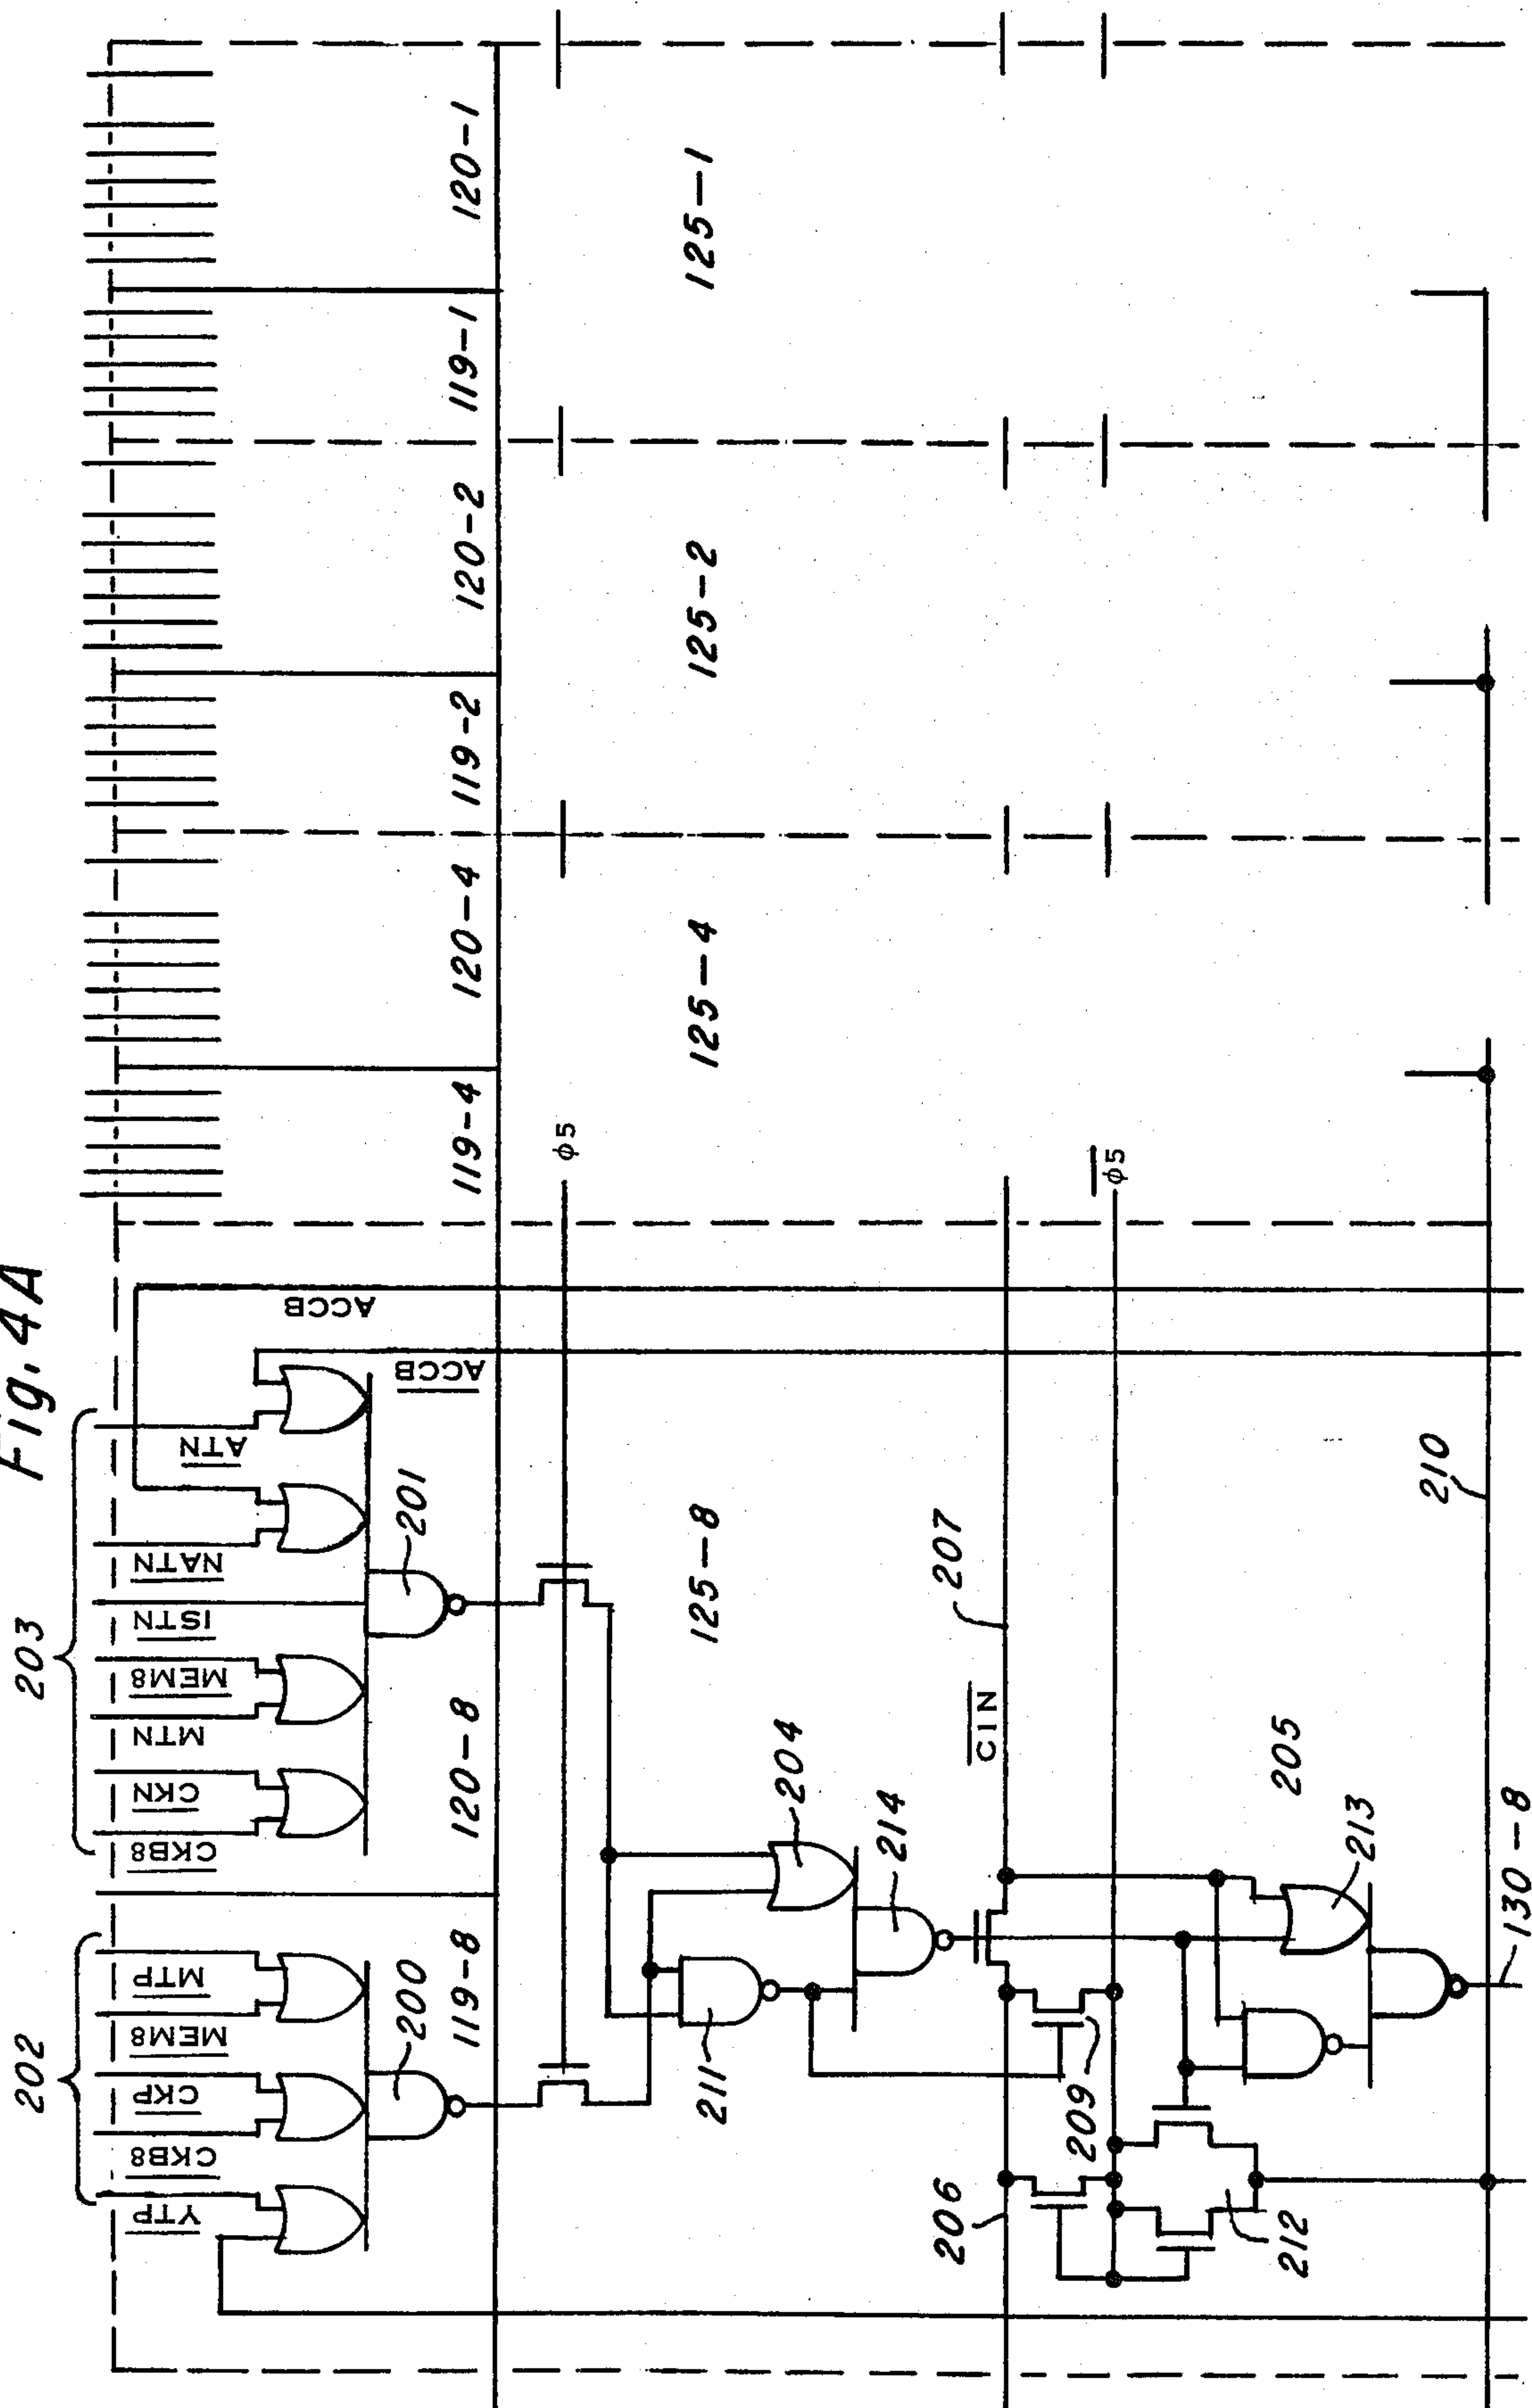 Fig. 4A
203
202
ACCB
ACCB
ATN
NATN
ISTN
MEM8
MTN
CKN
CKB8
MTP
MEM8
CKP
CKB8
YTP
201
200
120-8
119-8
119-4
120-4
119-2
120-2
119-1
120-1
φ5
125-8
125-4
125-2
125-1
204
211
214
CIN
207
206
φ5
209
205
213
212
210
130-8